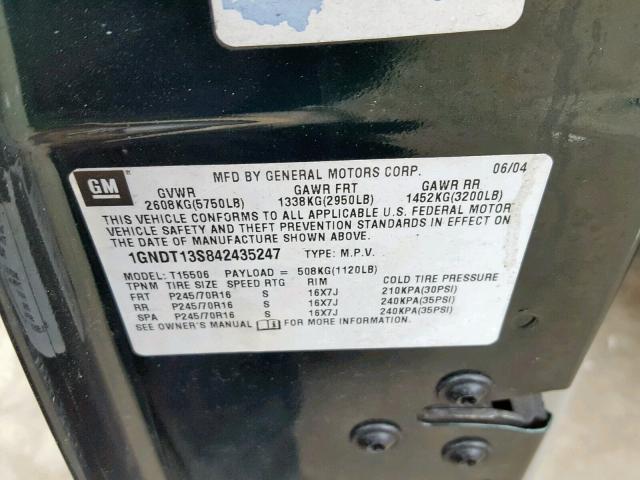 MFD BY GENERAL MOTORS CORP. 06/04
GM
GVWR GAWR FRT GAWR RR
2608KG(5750LB) 1338KG(2950LB) 1452KG(3200LB)
THIS VEHICLE CONFORMS TO ALL APPLICABLE U.S. FEDERAL MOTOR
VEHICLE SAFETY AND THEFT PREVENTION STANDARDS IN EFFECT ON
THE DATE OF MANUFACTURE SHOWN ABOVE.
1GNDT13S842435247 TYPE: M.P.V.
MODEL: T15506 PAYLOAD = 508KG(1120LB)
TPNM TIRE SIZE SPEED RTG RIM COLD TIRE PRESSURE
FRT P245/70R16 S 16X7J 210KPA(30PSI)
RR P245/70R16 S 16X7J 240KPA(35PSI)
SPA P245/70R16 S 16X7J 240KPA(35PSI)
SEE OWNER'S MANUAL FOR MORE INFORMATION.